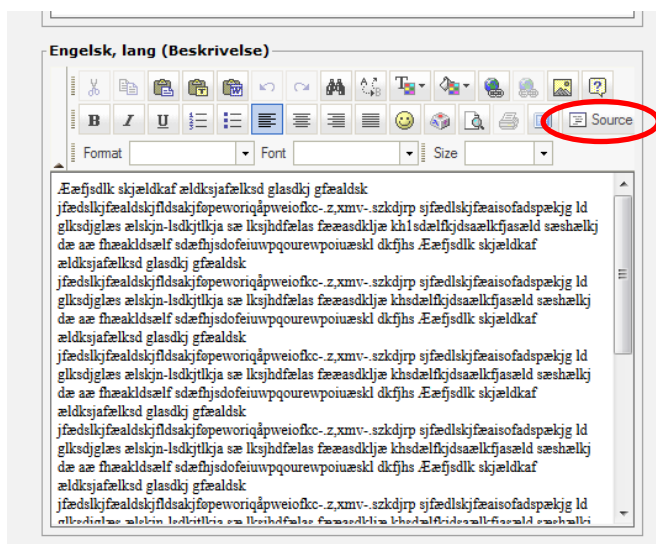 Engelsk, lang (Beskrivelse)
B I U Source
Format Font Size
Ææfjsdlk skjældkaf ældksjafælksd glasdkj gfæaldsk
jfædslkjfæaldskjfldsakjføpeworiqåpweiofkc-.z,xmv-.szkdjrp sjfædlskjfæaisofadspækjg ld
glksdjglæs ælskjn-lsdkjtlkja sæ lksjhdfælas fææasdkljæ kh1sdælfkjdsaælkfjasæld sæshælkj
dæ aæ fhæakldsælf sdæfhjsdofeiuwpqourewpoiuæskl dkfjhs Ææfjsdlk skjældkaf
ældksjafælksd glasdkj gfæaldsk
jfædslkjfæaldskjfldsakjføpeworiqåpweiofkc-.z,xmv-.szkdjrp sjfædlskjfæaisofadspækjg ld
glksdjglæs ælskjn-lsdkjtlkja sæ lksjhdfælas fææasdkljæ khsdælfkjdsaælkfjasæld sæshælkj
dæ aæ fhæakldsælf sdæfhjsdofeiuwpqourewpoiuæskl dkfjhs Ææfjsdlk skjældkaf
ældksjafælksd glasdkj gfæaldsk
jfædslkjfæaldskjfldsakjføpeworiqåpweiofkc-.z,xmv-.szkdjrp sjfædlskjfæaisofadspækjg ld
glksdjglæs ælskjn-lsdkjtlkja sæ lksjhdfælas fææasdkljæ khsdælfkjdsaælkfjasæld sæshælkj
dæ aæ fhæakldsælf sdæfhjsdofeiuwpqourewpoiuæskl dkfjhs Ææfjsdlk skjældkaf
ældksjafælksd glasdkj gfæaldsk
jfædslkjfæaldskjfldsakjføpeworiqåpweiofkc-.z,xmv-.szkdjrp sjfædlskjfæaisofadspækjg ld
glksdjglæs ælskjn-lsdkjtlkja sæ lksjhdfælas fææasdkljæ khsdælfkjdsaælkfjasæld sæshælkj
dæ aæ fhæakldsælf sdæfhjsdofeiuwpqourewpoiuæskl dkfjhs Ææfjsdlk skjældkaf
ældksjafælksd glasdkj gfæaldsk
jfædslkjfæaldskjfldsakjføpeworiqåpweiofkc-.z,xmv-.szkdjrp sjfædlskjfæaisofadspækjg ld